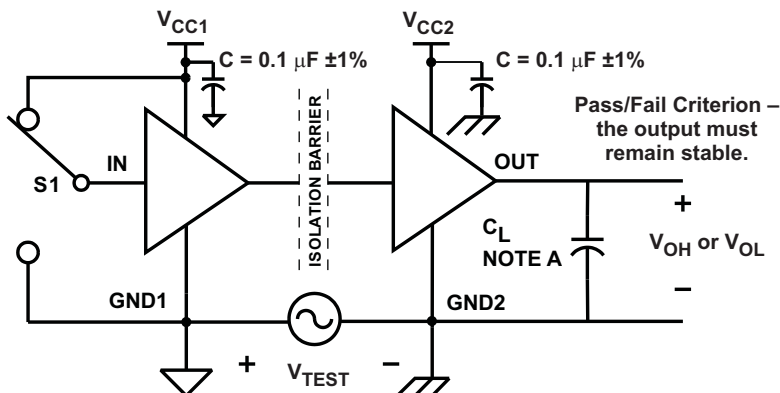 V_CC1
V_CC2
C = 0.1 μF ±1%
C = 0.1 μF ±1%
Pass/Fail Criterion –
the output must
remain stable.
ISOLATION BARRIER
IN
OUT
S1
C_L
NOTE A
+
V_OH or V_OL
–
GND1
GND2
+
V_TEST
–